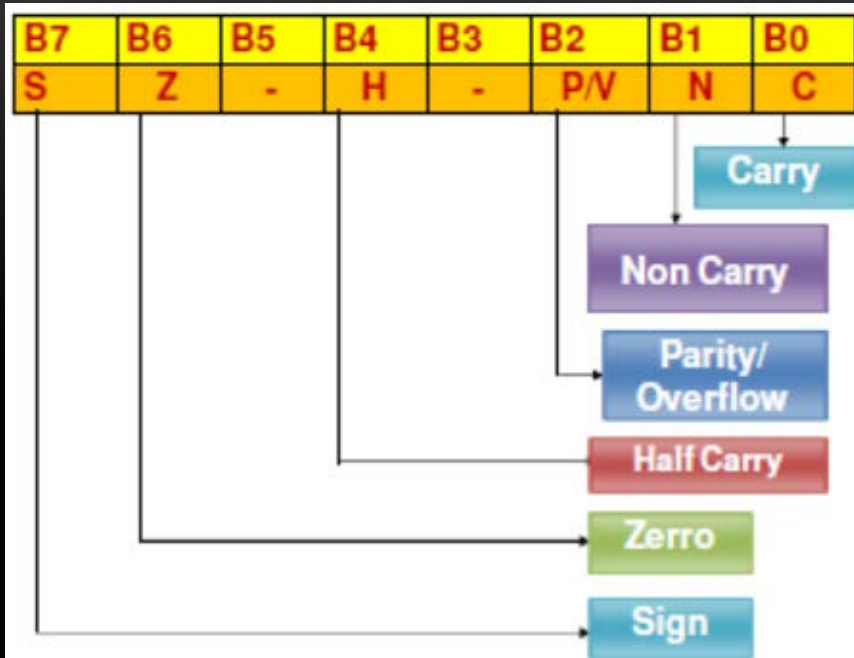 B7 B6 B5 B4 B3 B2 B1 B0
S Z - H - P/V N C
Carry
Non Carry
Parity/
Overflow
Half Carry
Zerro
Sign